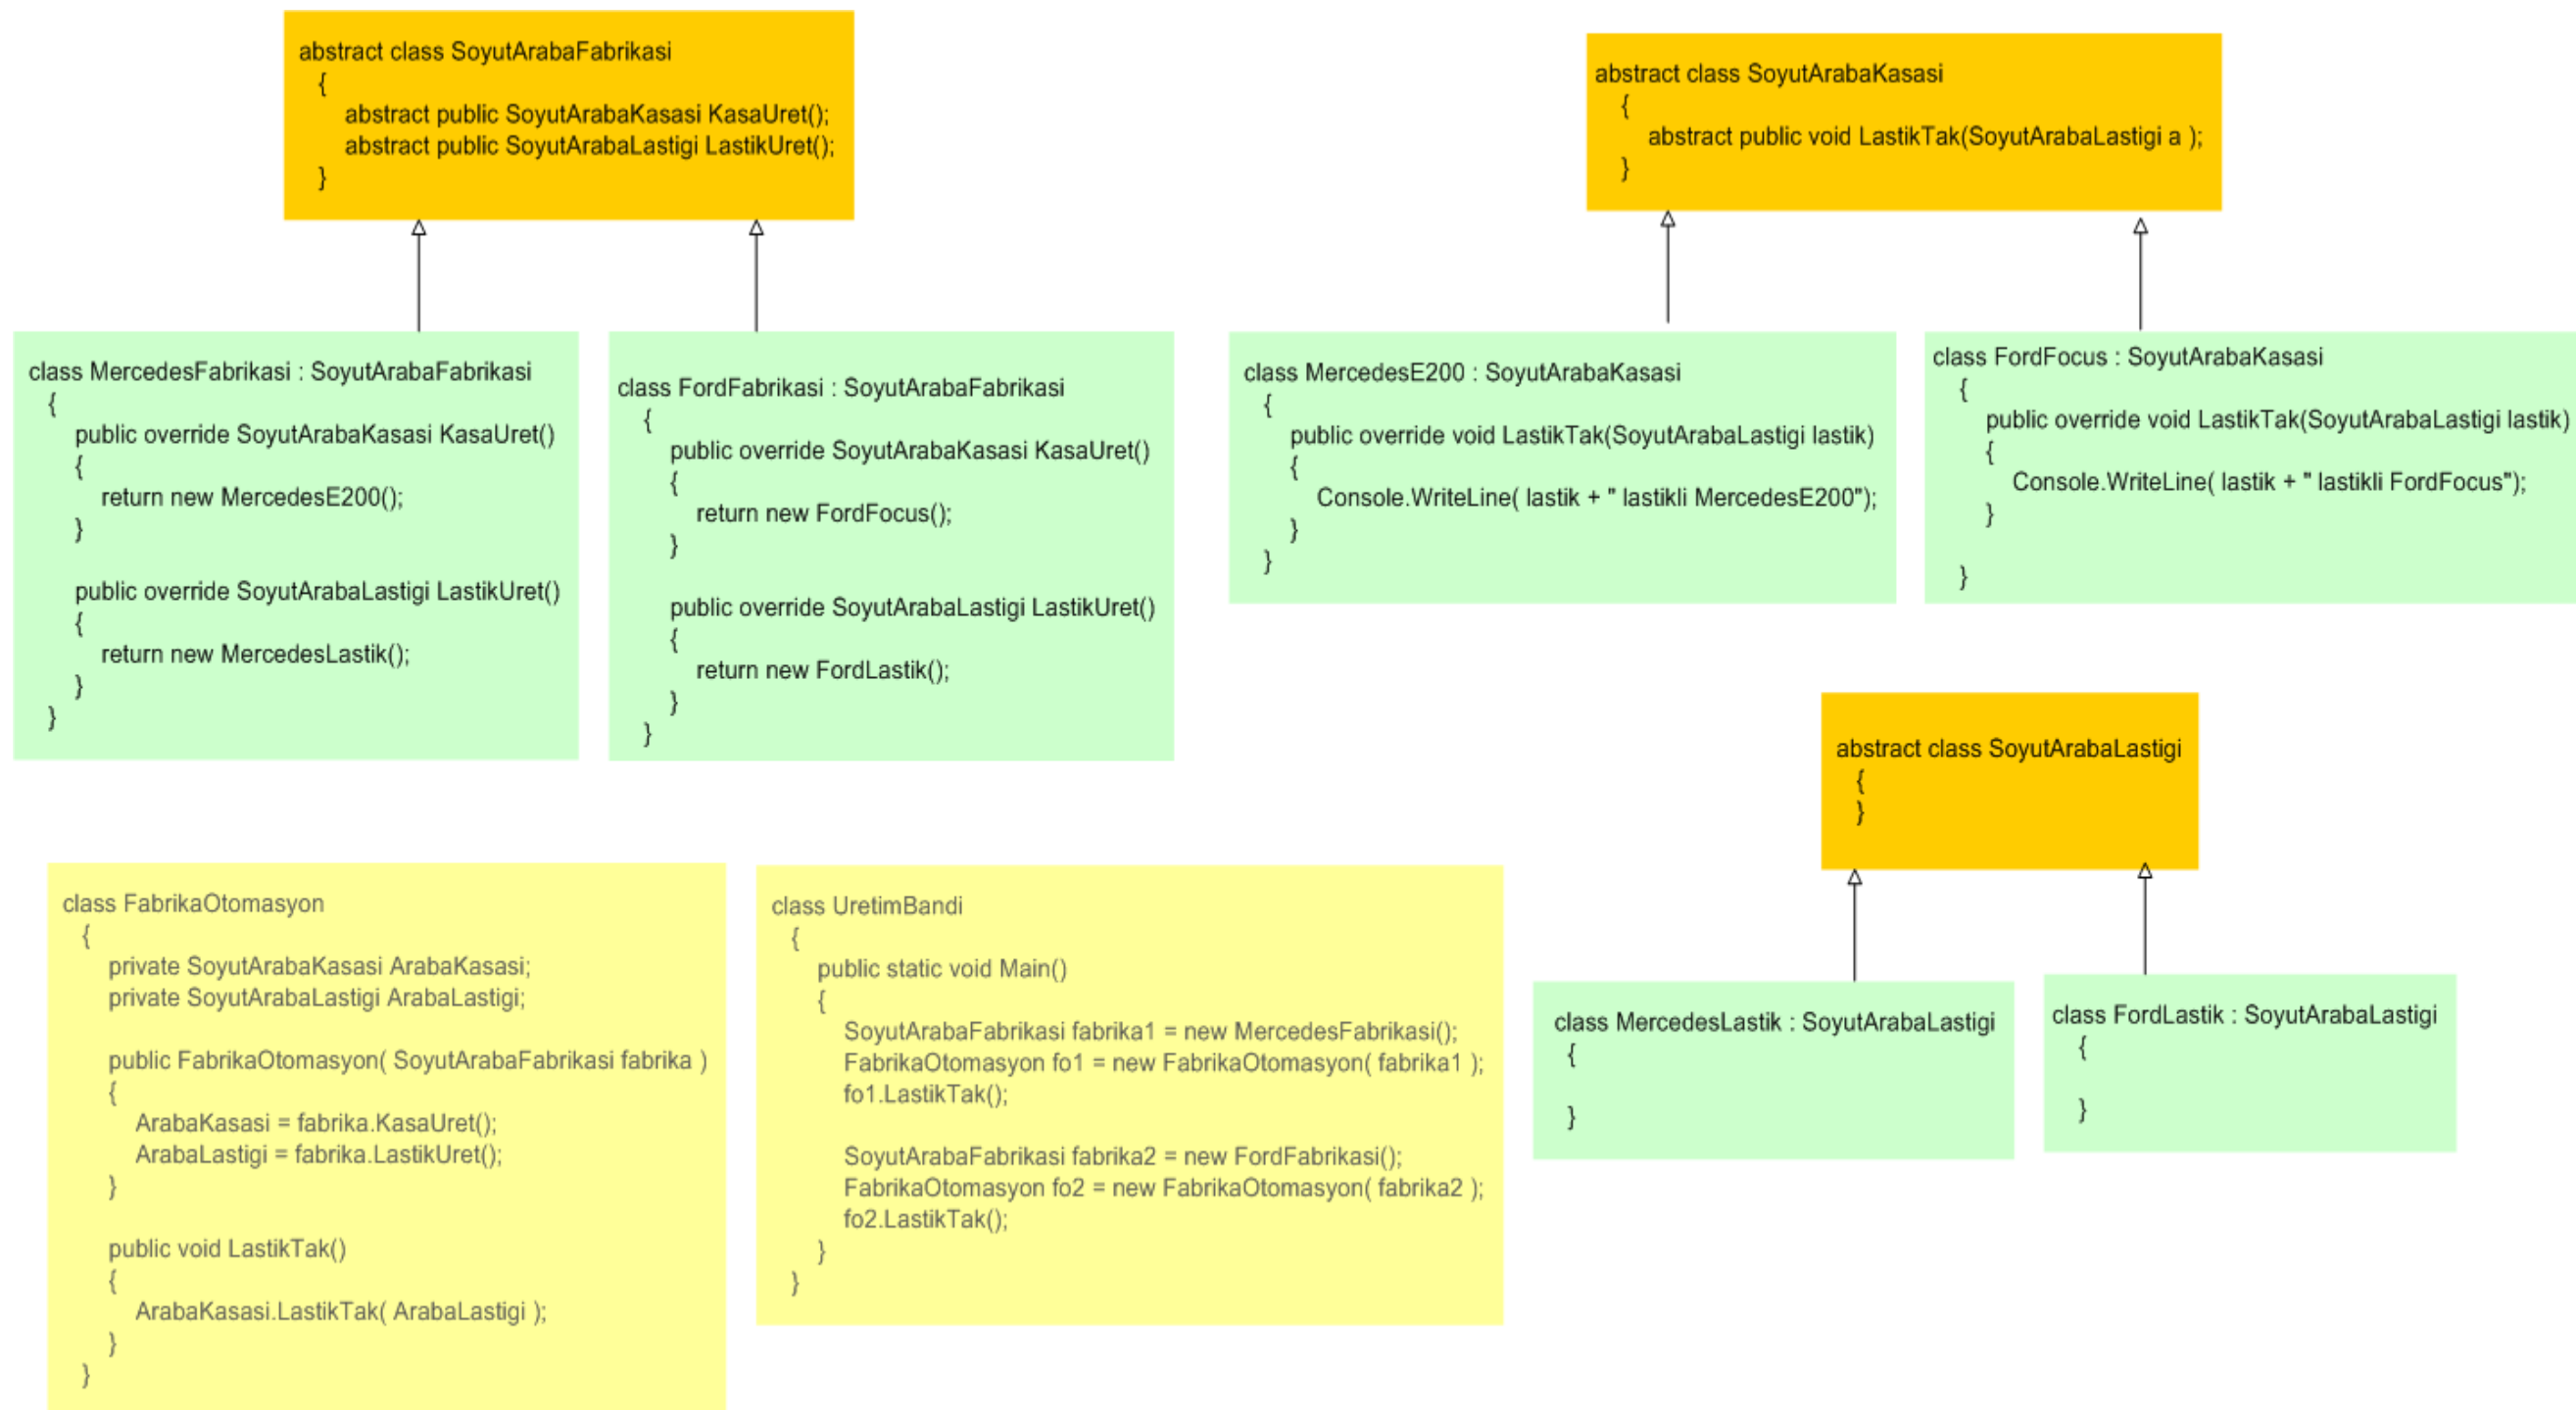 abstract class SoyutArabaFabrikasi
{
abstract public SoyutArabaKasasi KasaUret();
abstract public SoyutArabaLastigi LastikUret();
}
abstract class SoyutArabaKasasi
{
abstract public void LastikTak(SoyutArabaLastigi a );
}
class MercedesFabrikasi : SoyutArabaFabrikasi
{
public override SoyutArabaKasasi KasaUret()
{
return new MercedesE200();
}
public override SoyutArabaLastigi LastikUret()
{
return new MercedesLastik();
}
}
class FordFabrikasi : SoyutArabaFabrikasi
{
public override SoyutArabaKasasi KasaUret()
{
return new FordFocus();
}
public override SoyutArabaLastigi LastikUret()
{
return new FordLastik();
}
}
class MercedesE200 : SoyutArabaKasasi
{
public override void LastikTak(SoyutArabaLastigi lastik)
{
Console.WriteLine( lastik + " lastikli MercedesE200");
}
}
class FordFocus : SoyutArabaKasasi
{
public override void LastikTak(SoyutArabaLastigi lastik)
{
Console.WriteLine( lastik + " lastikli FordFocus");
}
}
abstract class SoyutArabaLastigi
{
}
class FabrikaOtomasyon
{
private SoyutArabaKasasi ArabaKasasi;
private SoyutArabaLastigi ArabaLastigi;
public FabrikaOtomasyon( SoyutArabaFabrikasi fabrika )
{
ArabaKasasi = fabrika.KasaUret();
ArabaLastigi = fabrika.LastikUret();
}
public void LastikTak()
{
ArabaKasasi.LastikTak( ArabaLastigi );
}
}
class UretimBandi
{
public static void Main()
{
SoyutArabaFabrikasi fabrika1 = new MercedesFabrikasi();
FabrikaOtomasyon fo1 = new FabrikaOtomasyon( fabrika1 );
fo1.LastikTak();
SoyutArabaFabrikasi fabrika2 = new FordFabrikasi();
FabrikaOtomasyon fo2 = new FabrikaOtomasyon( fabrika2 );
fo2.LastikTak();
}
}
class MercedesLastik : SoyutArabaLastigi
{
}
class FordLastik : SoyutArabaLastigi
{
}